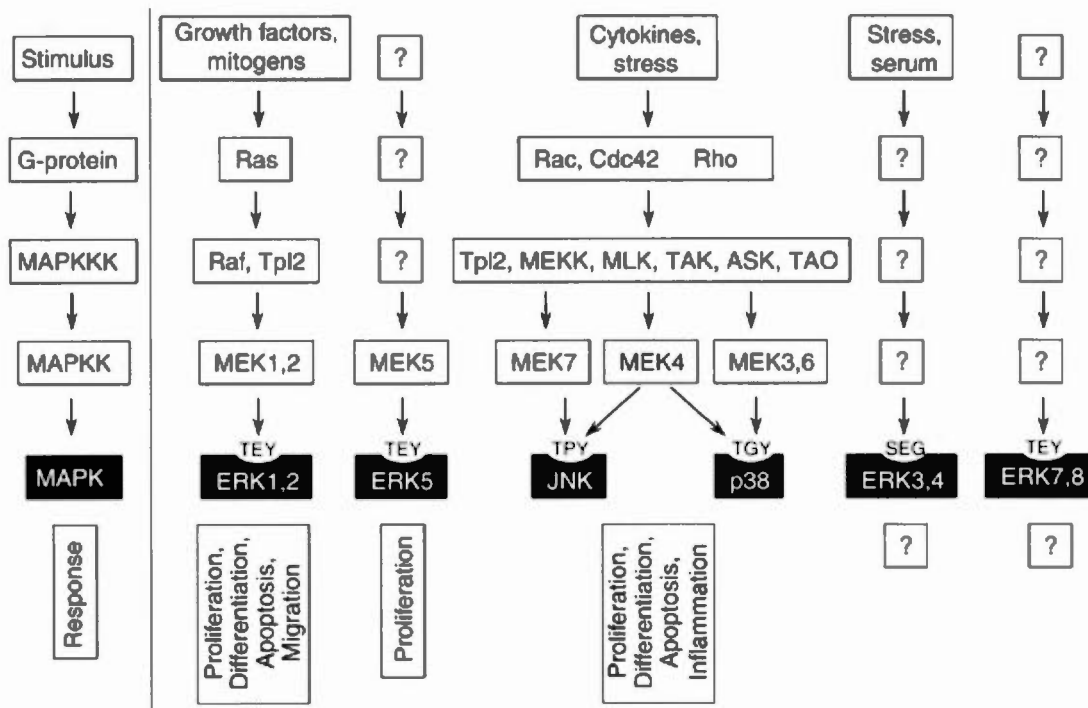 Stimulus
G-protein
MAPKKK
MAPKK
MAPK
Response
Growth factors,
mitogens
Ras
Raf, Tpl2
MEK1,2
TEY
ERK1,2
Proliferation,
Differentiation,
Apoptosis,
Migration
?
?
?
MEK5
TEY
ERK5
Proliferation
Cytokines,
stress
Rac, Cdc42 Rho
Tpl2, MEKK, MLK, TAK, ASK, TAO
MEK7
MEK4
MEK3,6
TPY
JNK
TGY
p38
Proliferation,
Differentiation,
Apoptosis,
Inflammation
Stress,
serum
?
?
?
SEG
ERK3,4
?
?
?
?
?
TEY
ERK7,8
?